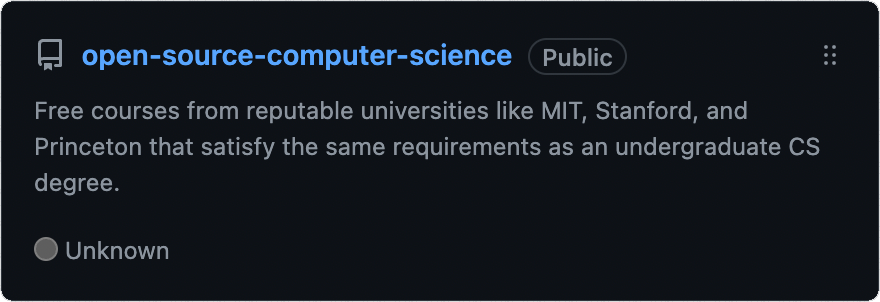 open-source-computer-science Public
Free courses from reputable universities like MIT, Stanford, and
Princeton that satisfy the same requirements as an undergraduate CS
degree.
Unknown